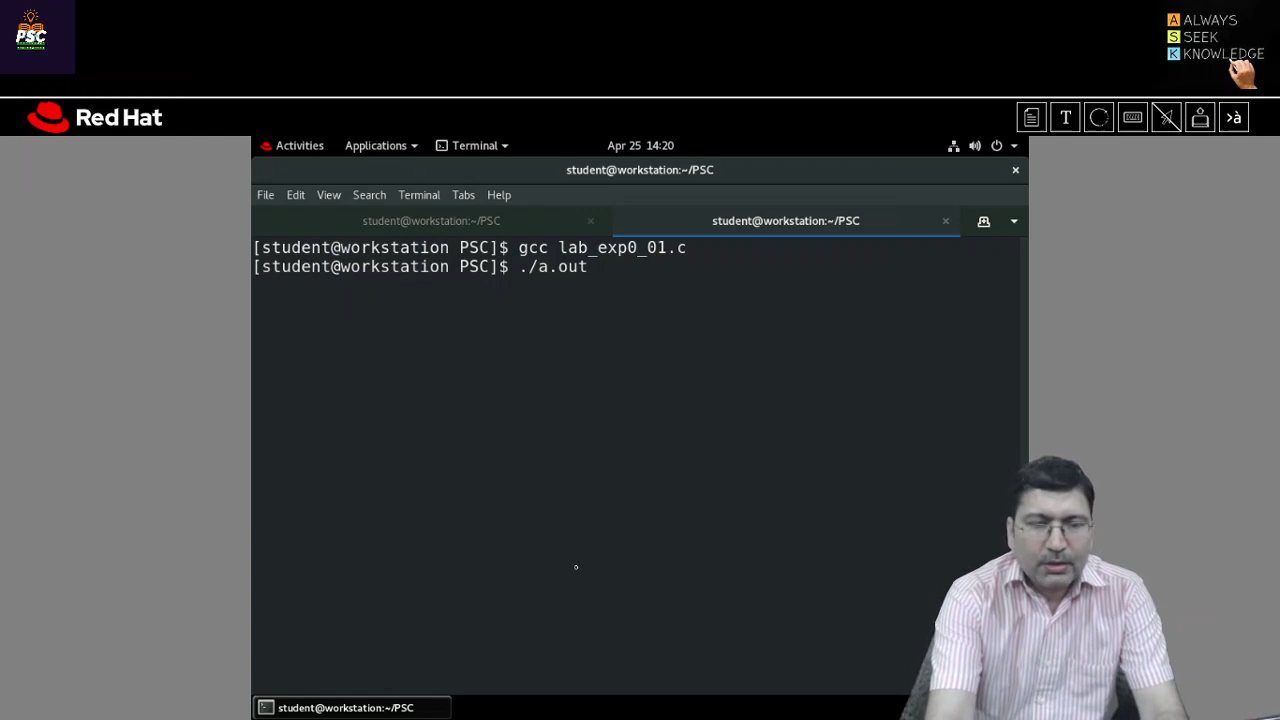 PSC
A ALWAYS
S SEEK
K KNOWLEDGE
Red Hat
T
>à
Activities Applications Terminal Apr 25 14:20
student@workstation:~/PSC
File Edit View Search Terminal Tabs Help
student@workstation:~/PSC student@workstation:~/PSC
[student@workstation PSC]$ gcc lab_exp0_01.c
[student@workstation PSC]$ ./a.out
student@workstation:~/PSC